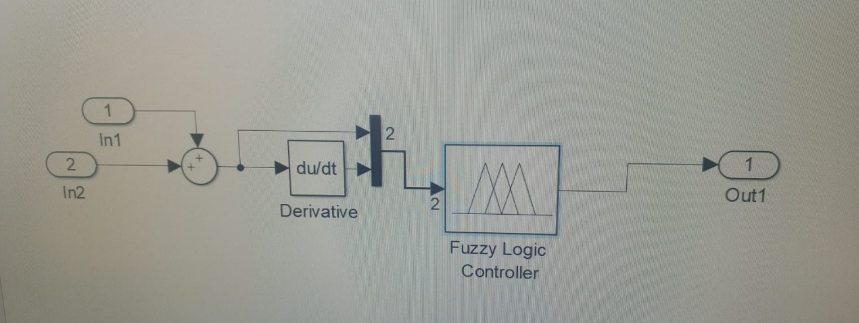 1
In1
2
In2
+
+
du/dt
Derivative
2
2
Fuzzy Logic
Controller
1
Out1